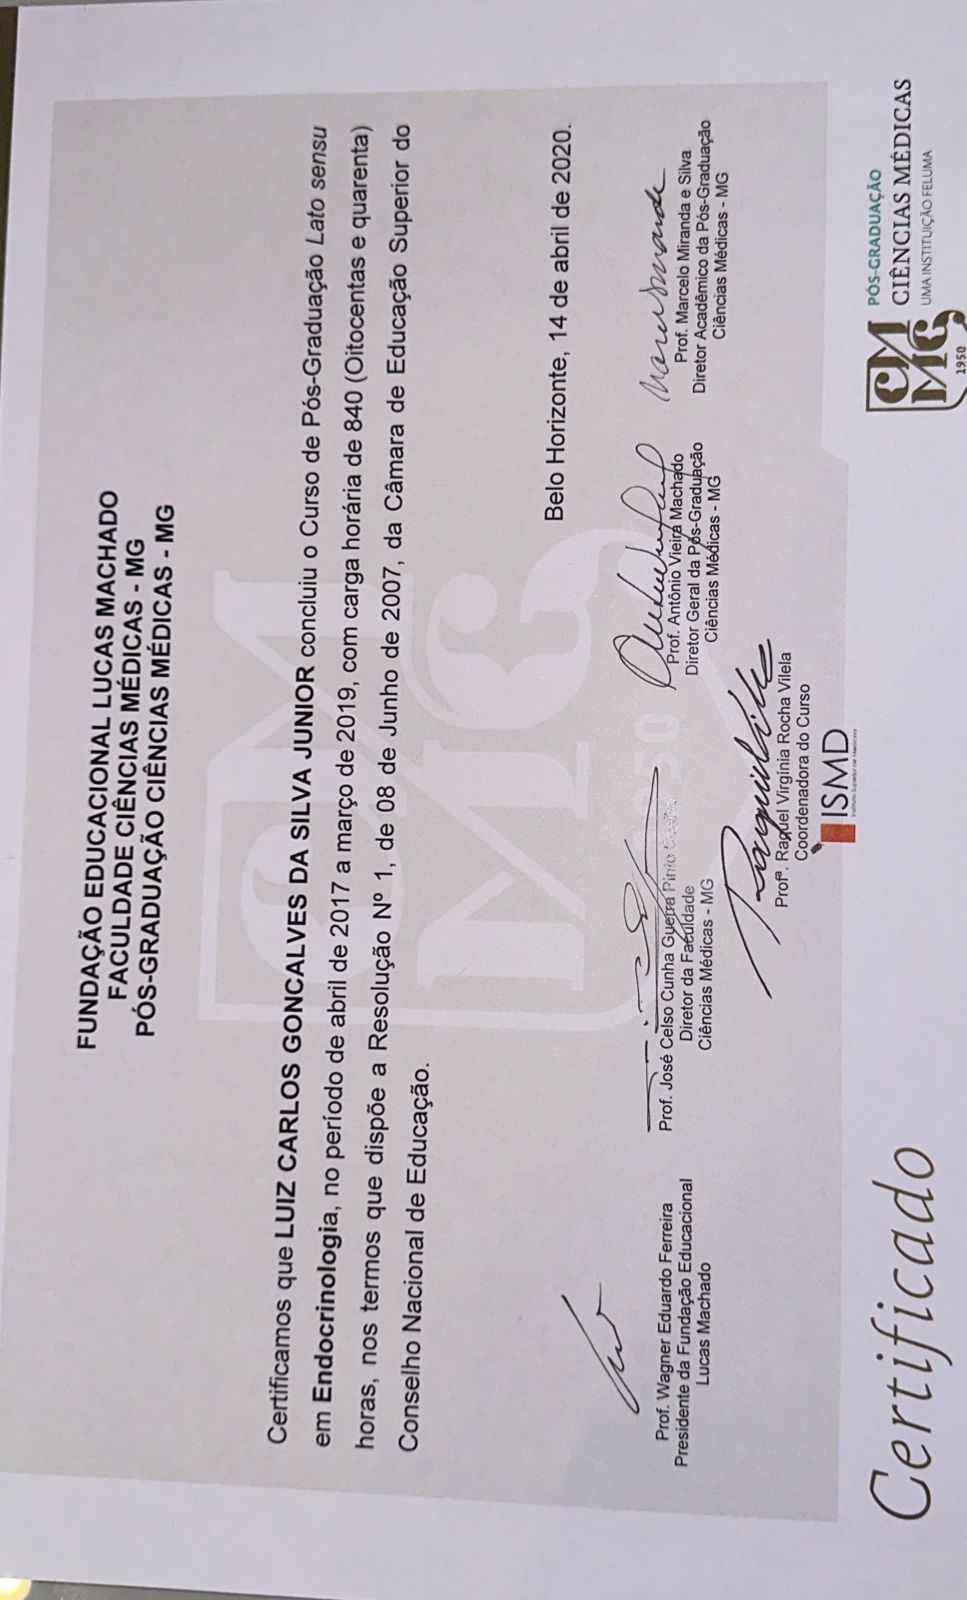 FUNDAÇÃO EDUCACIONAL LUCAS MACHADO
FACULDADE CIÊNCIAS MÉDICAS - MG
PÓS-GRADUAÇÃO CIÊNCIAS MÉDICAS - MG
Certificamos que LUIZ CARLOS GONCALVES DA SILVA JUNIOR concluiu o Curso de Pós-Graduação Lato sensu
em Endocrinologia, no período de abril de 2017 a março de 2019, com carga horária de 840 (Oitocentas e quarenta)
horas, nos termos que dispõe a Resolução Nº 1, de 08 de Junho de 2007, da Câmara de Educação Superior do
Conselho Nacional de Educação.
Belo Horizonte, 14 de abril de 2020.
Prof. Wagner Eduardo Ferreira
Presidente da Fundação Educacional
Lucas Machado
Prof. José Celso Cunha Guerra Pinto Coelho
Diretor da Faculdade
Ciências Médicas - MG
Prof. Antônio Vieira Machado
Diretor Geral da Pós-Graduação
Ciências Médicas - MG
Prof. Marcelo Miranda e Silva
Diretor Acadêmico da Pós-Graduação
Ciências Médicas - MG
Profª. Raquel Virgínia Rocha Vilela
Coordenadora do Curso
ISMD
Instituto Superior de Medicina
Certificado
CMMG
1950
PÓS-GRADUAÇÃO
CIÊNCIAS MÉDICAS
UMA INSTITUIÇÃO FELUMA